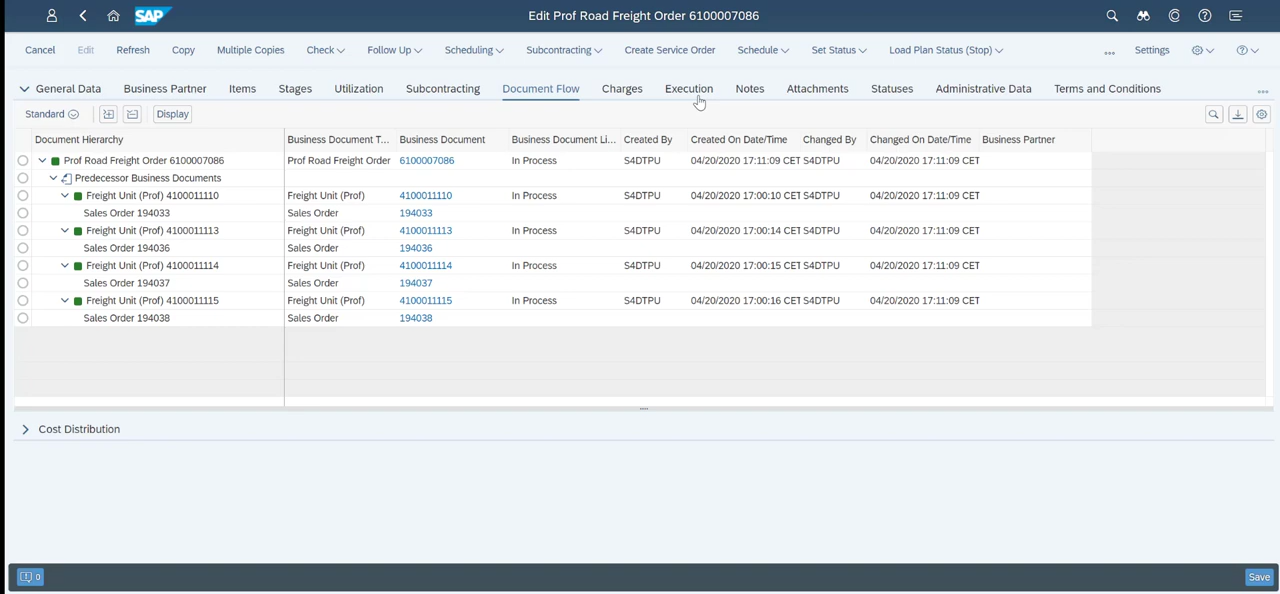 SAP Edit Prof Road Freight Order 6100007086
Cancel Edit Refresh Copy Multiple Copies Check Follow Up Scheduling Subcontracting Create Service Order Schedule Set Status Load Plan Status (Stop) ... Settings
General Data Business Partner Items Stages Utilization Subcontracting Document Flow Charges Execution Notes Attachments Statuses Administrative Data Terms and Conditions ...
Standard Display
Document Hierarchy Business Document T... Business Document Business Document Li... Created By Created On Date/Time Changed By Changed On Date/Time Business Partner
Prof Road Freight Order 6100007086 Prof Road Freight Order 6100007086 In Process S4DTPU 04/20/2020 17:11:09 CET S4DTPU 04/20/2020 17:11:09 CET
Predecessor Business Documents
Freight Unit (Prof) 4100011110 Freight Unit (Prof) 4100011110 In Process S4DTPU 04/20/2020 17:00:10 CET S4DTPU 04/20/2020 17:11:09 CET
Sales Order 194033 Sales Order 194033
Freight Unit (Prof) 4100011113 Freight Unit (Prof) 4100011113 In Process S4DTPU 04/20/2020 17:00:14 CET S4DTPU 04/20/2020 17:11:09 CET
Sales Order 194036 Sales Order 194036
Freight Unit (Prof) 4100011114 Freight Unit (Prof) 4100011114 In Process S4DTPU 04/20/2020 17:00:15 CET S4DTPU 04/20/2020 17:11:09 CET
Sales Order 194037 Sales Order 194037
Freight Unit (Prof) 4100011115 Freight Unit (Prof) 4100011115 In Process S4DTPU 04/20/2020 17:00:16 CET S4DTPU 04/20/2020 17:11:09 CET
Sales Order 194038 Sales Order 194038
Cost Distribution
0 Save